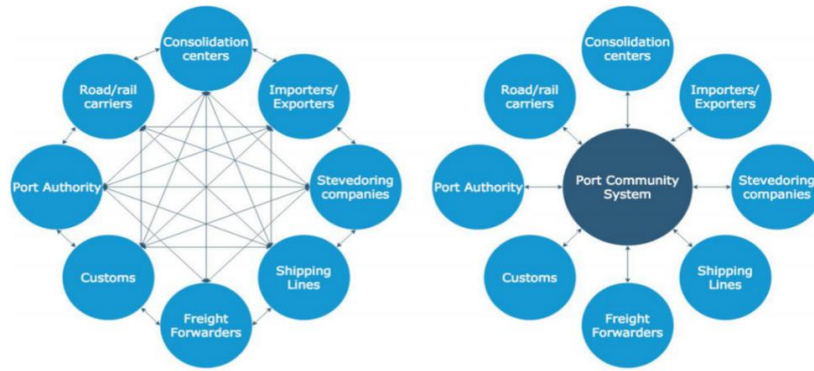 Consolidation
centers
Road/rail
carriers
Importers/
Exporters
Port Authority
Stevedoring
companies
Customs
Shipping
Lines
Freight
Forwarders
Consolidation
centers
Road/rail
carriers
Importers/
Exporters
Port Authority
Port Community
System
Stevedoring
companies
Customs
Shipping
Lines
Freight
Forwarders